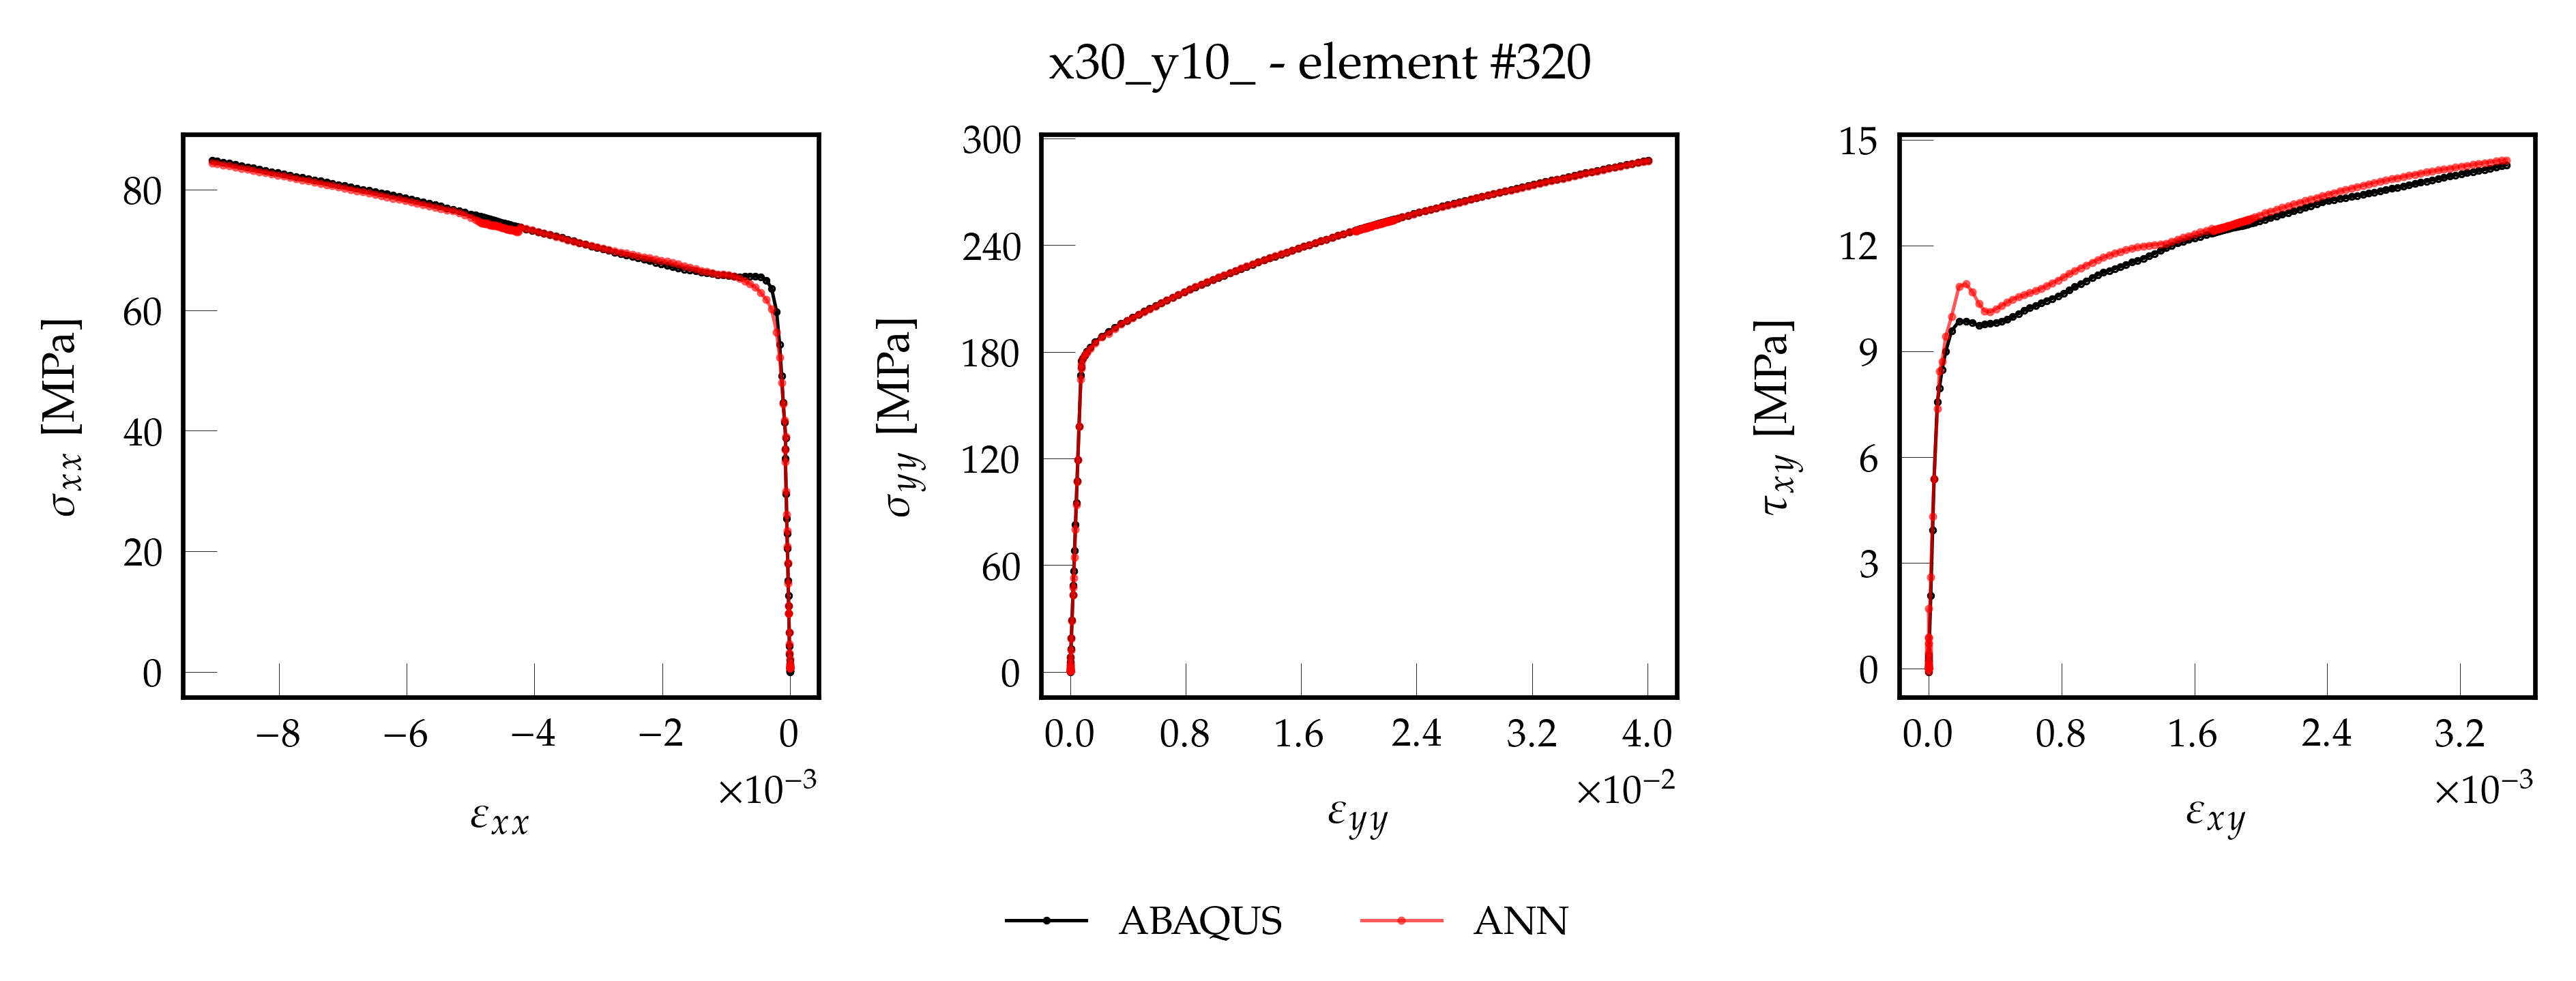 x30_y10_ - element #320
σxx [MPa]
80
60
40
20
0
−8 −6 −4 −2 0
×10−3
εxx
σyy [MPa]
300
240
180
120
60
0
0.0 0.8 1.6 2.4 3.2 4.0
×10−2
εyy
τxy [MPa]
15
12
9
6
3
0
0.0 0.8 1.6 2.4 3.2
×10−3
εxy
ABAQUS ANN